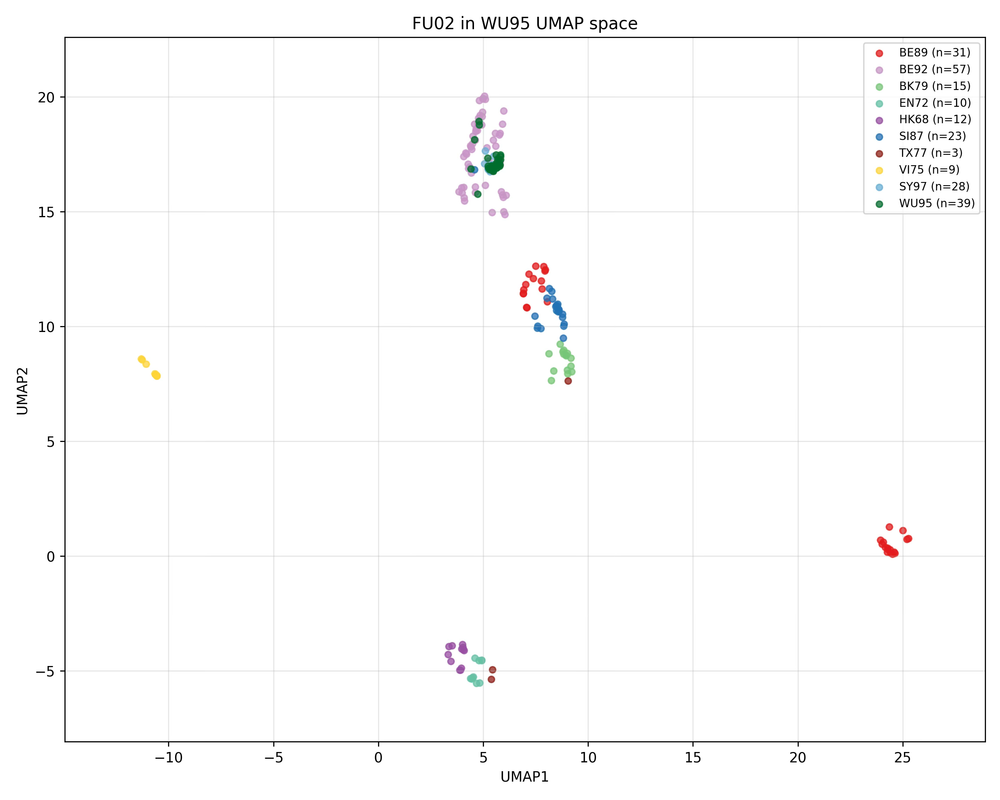 FU02 in WU95 UMAP space
BE89 (n=31)
BE92 (n=57)
BK79 (n=15)
EN72 (n=10)
HK68 (n=12)
SI87 (n=23)
TX77 (n=3)
VI75 (n=9)
SY97 (n=28)
WU95 (n=39)
20
15
10
5
0
−5
UMAP2
−10
−5
0
5
10
15
20
25
UMAP1